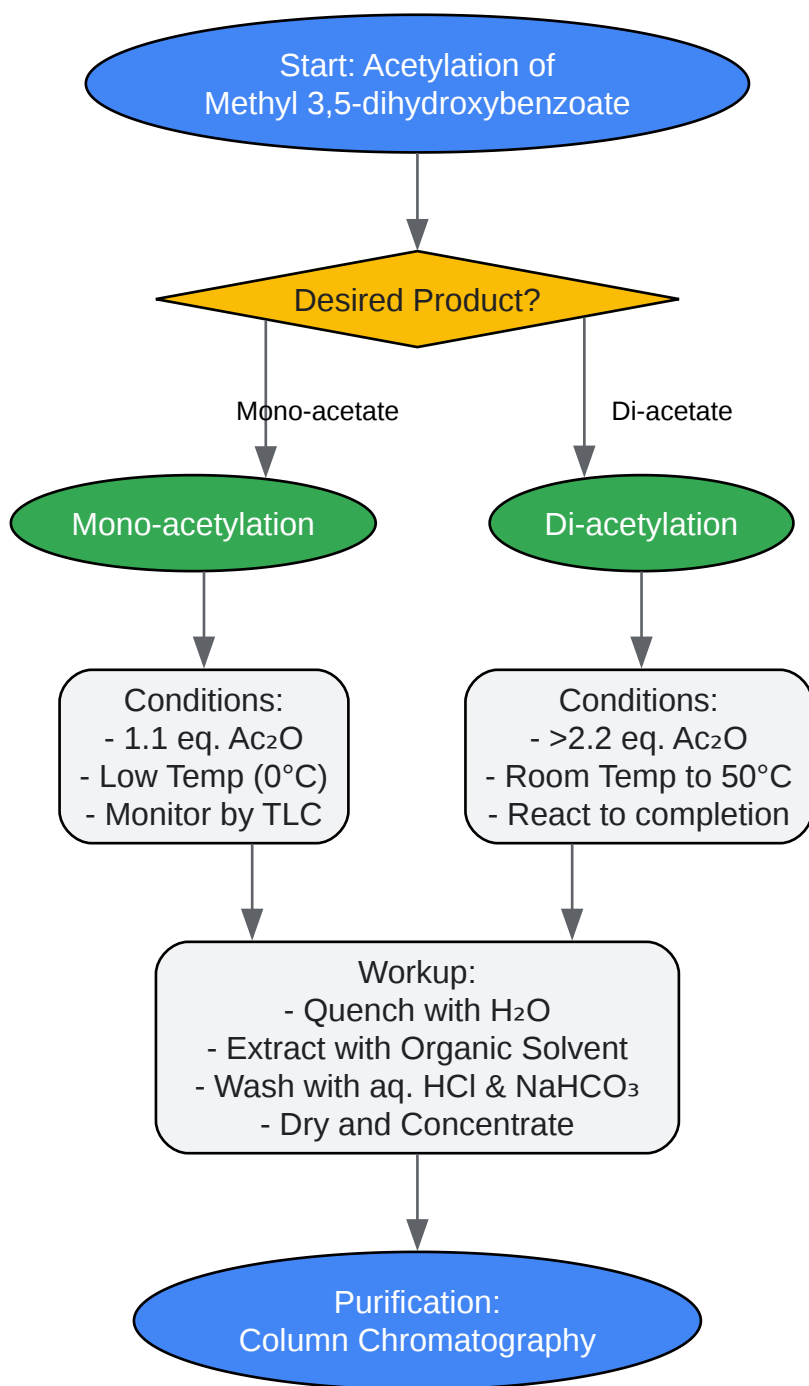 Start: Acetylation of
Methyl 3,5-dihydroxybenzoate
Desired Product?
Mono-acetate
Di-acetate
Mono-acetylation
Di-acetylation
Conditions:
- 1.1 eq. Ac₂O
- Low Temp (0°C)
- Monitor by TLC
Conditions:
- >2.2 eq. Ac₂O
- Room Temp to 50°C
- React to completion
Workup:
- Quench with H₂O
- Extract with Organic Solvent
- Wash with aq. HCl & NaHCO₃
- Dry and Concentrate
Purification:
Column Chromatography